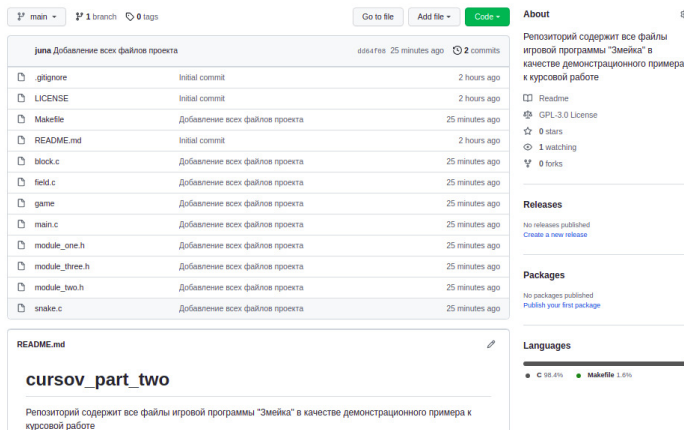 main 1 branch 0 tags Go to file Add file Code
juna Добавление всех файлов проекта dd64f68 25 minutes ago 2 commits
.gitignore Initial commit 2 hours ago
LICENSE Initial commit 2 hours ago
Makefile Добавление всех файлов проекта 25 minutes ago
README.md Initial commit 2 hours ago
block.c Добавление всех файлов проекта 25 minutes ago
field.c Добавление всех файлов проекта 25 minutes ago
game Добавление всех файлов проекта 25 minutes ago
main.c Добавление всех файлов проекта 25 minutes ago
module_one.h Добавление всех файлов проекта 25 minutes ago
module_three.h Добавление всех файлов проекта 25 minutes ago
module_two.h Добавление всех файлов проекта 25 minutes ago
snake.c Добавление всех файлов проекта 25 minutes ago
README.md
cursov_part_two
Репозиторий содержит все файлы игровой программы "Змейка" в качестве демонстрационного примера к
курсовой работе
About
Репозиторий содержит все файлы
игровой программы "Змейка" в
качестве демонстрационного примера
к курсовой работе
Readme
GPL-3.0 License
0 stars
1 watching
0 forks
Releases
No releases published
Create a new release
Packages
No packages published
Publish your first package
Languages
C 98.4% Makefile 1.6%